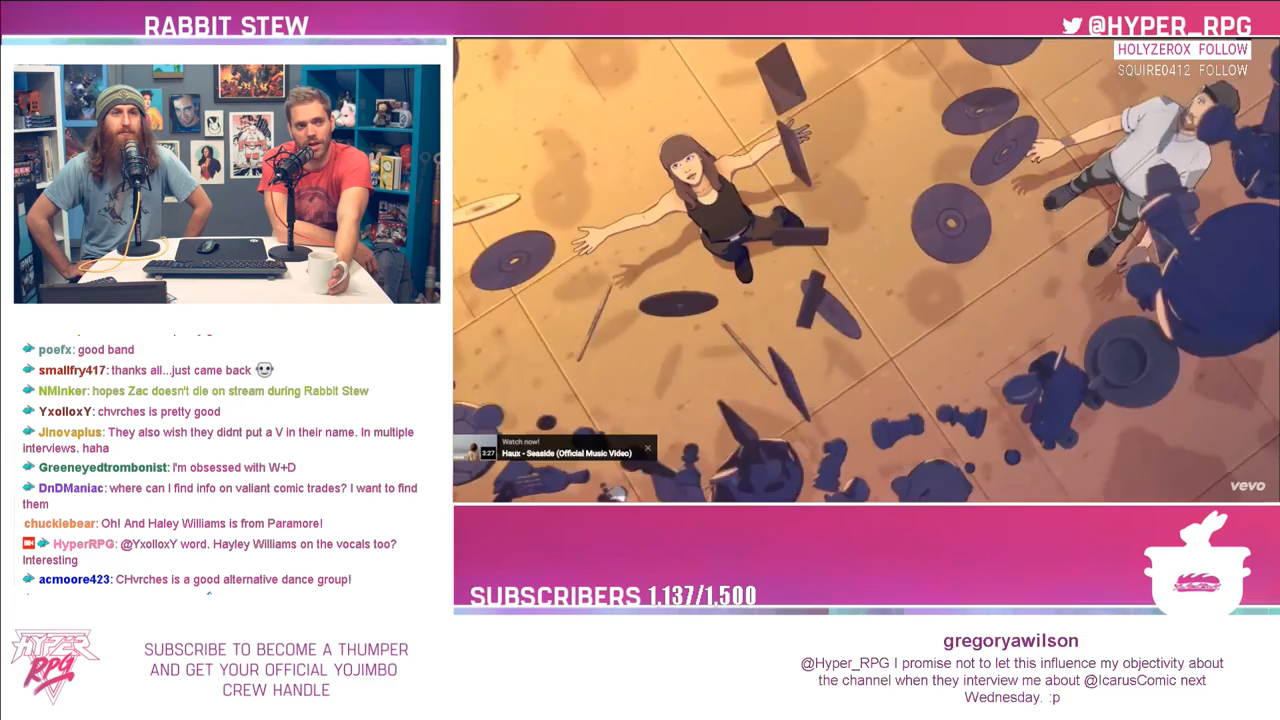 RABBIT STEW
@HYPER_RPG
HOLYZEROX FOLLOW
SQUIRE0412 FOLLOW
poefx: good band
smallfry417: thanks all...just came back
NMInker: hopes Zac doesn't die on stream during Rabbit Stew
YxolloxY: chvrches is pretty good
Jinovaplus: They also wish they didnt put a V in their name. In multiple
interviews. haha
Greeneyedtrombonist: I'm obsessed with W+D
DnDManiac: where can I find info on valiant comic trades? I want to find
them
chuckiebear: Oh! And Haley Williams is from Paramore!
HyperRPG: @YxolloxY word. Hayley Williams on the vocals too?
Interesting
acmoore423: CHvrches is a good alternative dance group!
3:27
Watch now!
Haux - Seaside (Official Music Video)
vevo
SUBSCRIBERS 1,137/1,500
HYPER
RPG
SUBSCRIBE TO BECOME A THUMPER
AND GET YOUR OFFICIAL YOJIMBO
CREW HANDLE
gregoryawilson
@Hyper_RPG I promise not to let this influence my objectivity about
the channel when they interview me about @IcarusComic next
Wednesday. :p